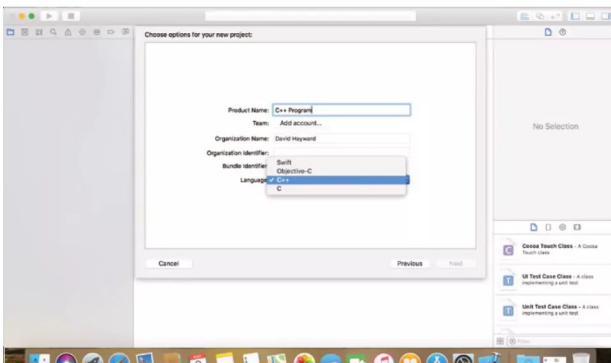 Choose options for your new project:
Product Name: C++ Program
Team: Add account...
Organization Name: David Hayward
Organization Identifier:
Bundle Identifier
Swift
Objective-C
Language ✓ C++
C
Cancel
Previous
Next
No Selection
Cocoa Touch Class - A Cocoa
Touch class
UI Test Case Class - A class
implementing a unit test
Unit Test Case Class - A class
implementing a unit test
Filter